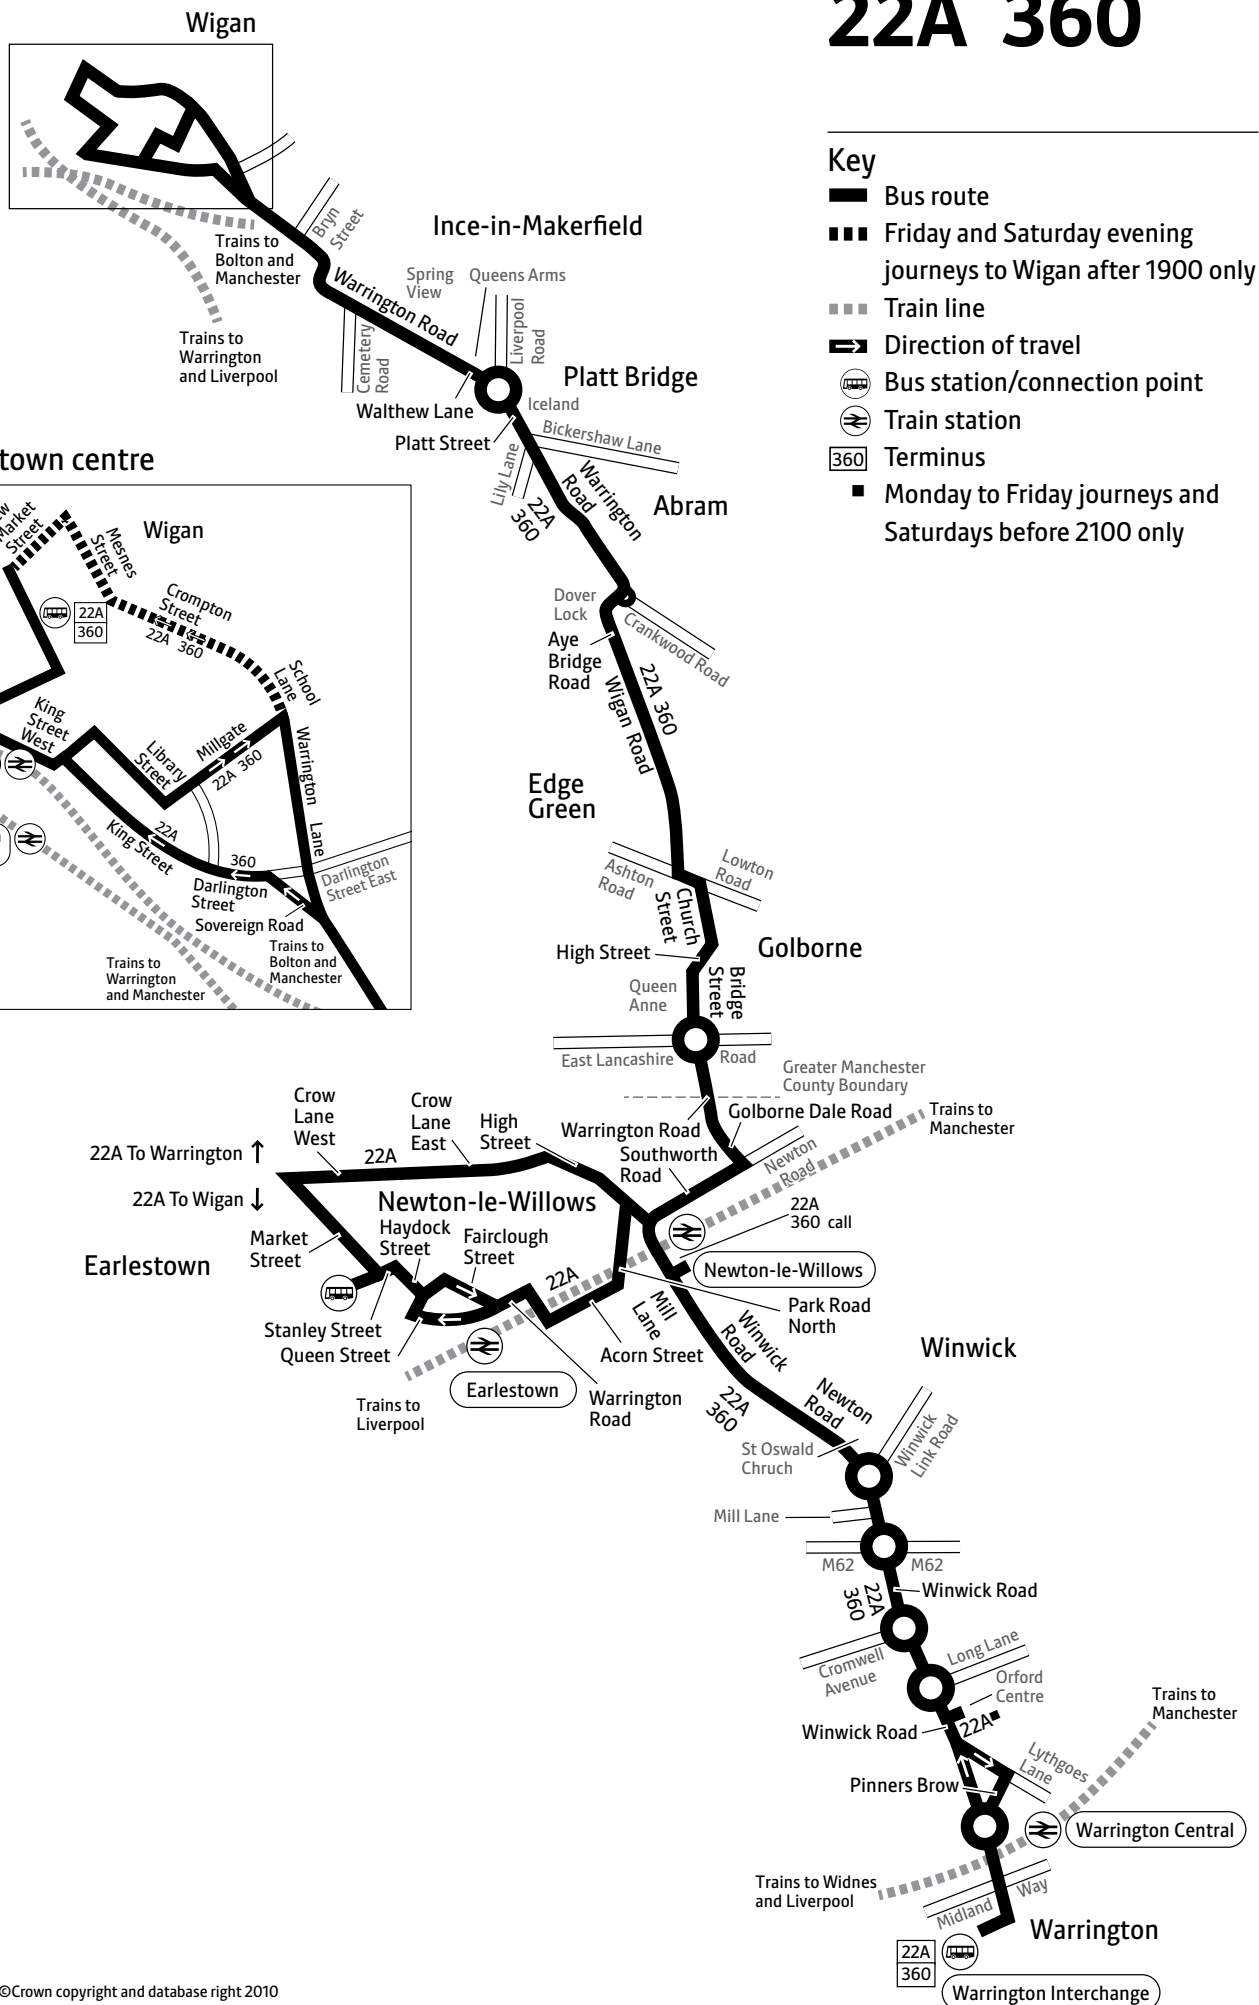 22A 360
Wigan
Key
Bus route
Friday and Saturday evening
journeys to Wigan after 1900 only
Train line
Direction of travel
Bus station/connection point
Train station
360 Terminus
Monday to Friday journeys and
Saturdays before 2100 only
Bryn
Street
Trains to
Bolton and
Manchester
Trains to
Warrington
and Liverpool
Ince-in-Makerfield
Spring
View
Queens Arms
Warrington Road
Cemetery
Road
Liverpool
Road
Platt Bridge
Walthew Lane
Iceland
Platt Street
Bickershaw Lane
Lily Lane
22A
360
Warrington
Road
Abram
Dover
Lock
Crankwood Road
Aye
Bridge
Road
22A 360
Wigan Road
Edge
Green
Ashton
Road
Lowton
Road
Church
Street
High Street
Golborne
Queen
Anne
Bridge
Street
East Lancashire
Road
Greater Manchester
County Boundary
town centre
Market
Street
Mesnes
Street
Wigan
22A
360
Crompton
Street
22A 360
School
Lane
King
Street
West
Library
Street
Millgate
22A 360
Warrington
Lane
22A
King Street
360
Darlington
Street
Darlington
Street East
Sovereign Road
Trains to
Bolton and
Manchester
Trains to
Warrington
and Manchester
Crow
Lane
West
Crow
Lane
East
High
Street
Warrington Road
Golborne Dale Road
Trains to
Manchester
Southworth
Road
Newton
Road
22A To Warrington ↑
22A
22A To Wigan ↓
Newton-le-Willows
22A
360 call
Market
Street
Haydock
Street
Fairclough
Street
Earlestown
22A
Newton-le-Willows
Park Road
North
Mill
Lane
Winwick
Road
Stanley Street
Queen Street
Acorn Street
Earlestown
Warrington
Road
Trains to
Liverpool
22A
360
Winwick
Newton
Road
Winwick
Link Road
St Oswald
Chruch
Mill Lane
M62
M62
22A
360
Winwick Road
Cromwell
Avenue
Long Lane
Orford
Centre
Winwick Road
22A
Trains to
Manchester
Lythgoes
Lane
Pinners Brow
Warrington Central
Trains to Widnes
and Liverpool
Midland
Way
Warrington
22A
360
Warrington Interchange
©Crown copyright and database right 2010